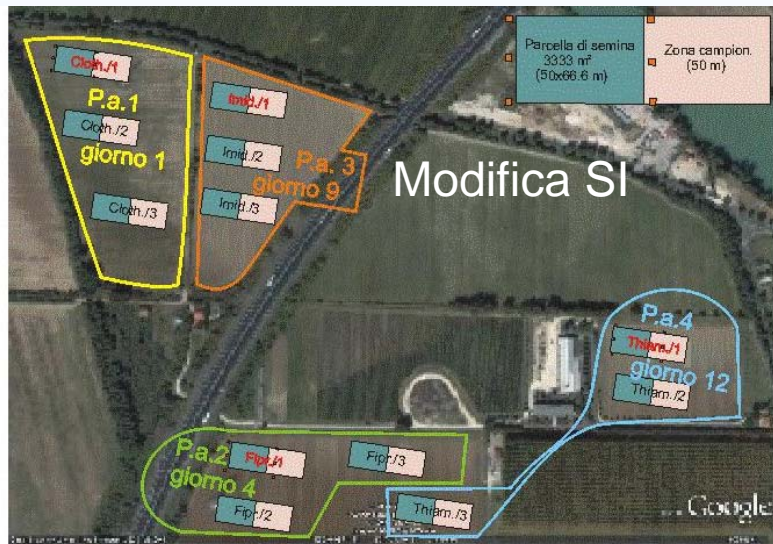 Parcella di semina
3333 m²
(50x66.6 m)
Zona campion.
(50 m)
Cloth./1
P.a.1
Cloth./2
giorno 1
Cloth./3
Imid./1
Imid./2
P.a. 3
giorno 9
Imid./3
Modifica SI
P.a.4
Thiam./1
giorno 12
Thiam./2
P.a.2
giorno 4
Fipr./1
Fipr./3
Fipr./2
Thiam./3
Google